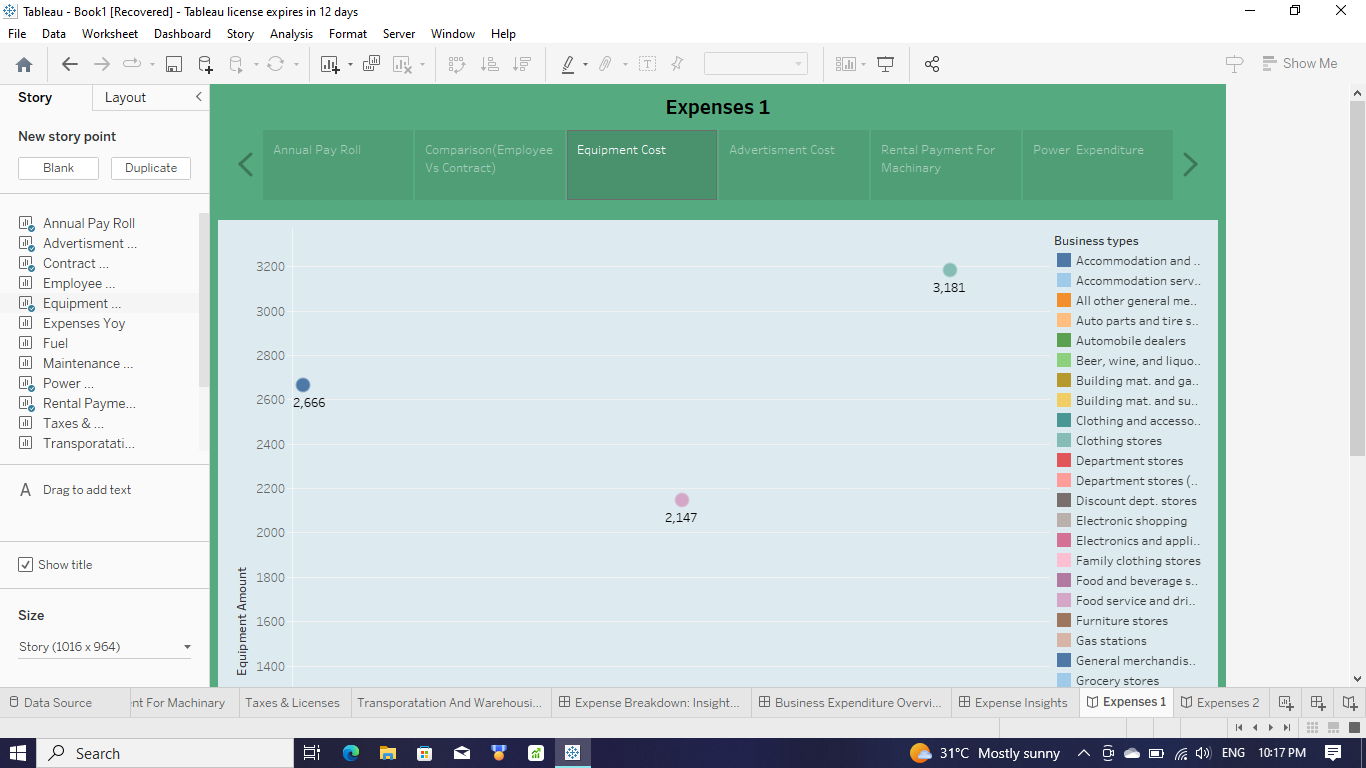 Tableau - Book1 [Recovered] - Tableau license expires in 12 days
File Data Worksheet Dashboard Story Analysis Format Server Window Help
Show Me
Story Layout
New story point
Blank Duplicate
Annual Pay Roll
Advertisment ...
Contract ...
Employee ...
Equipment ...
Expenses Yoy
Fuel
Maintenance ...
Power ...
Rental Payme...
Taxes & ...
Transporatati...
A Drag to add text
Show title
Size
Story (1016 x 964)
Expenses 1
Annual Pay Roll
Comparison(Employee
Vs Contract)
Equipment Cost
Advertisment Cost
Rental Payment For
Machinary
Power Expenditure
3200
3000
2800
2600
2400
2200
2000
1800
1600
1400
Equipment Amount
3,181
2,666
2,147
Business types
Accommodation and ..
Accommodation serv..
All other general me..
Auto parts and tire s..
Automobile dealers
Beer, wine, and liquo..
Building mat. and ga..
Building mat. and su..
Clothing and accesso..
Clothing stores
Department stores
Department stores (..
Discount dept. stores
Electronic shopping
Electronics and appli..
Family clothing stores
Food and beverage s..
Food service and dri..
Furniture stores
Gas stations
General merchandis..
Grocery stores
Data Source nt For Machinary Taxes & Licenses Transporatation And Warehousi... Expense Breakdown: Insight... Business Expenditure Overvi... Expense Insights Expenses 1 Expenses 2
Search 31°C Mostly sunny ENG 10:17 PM